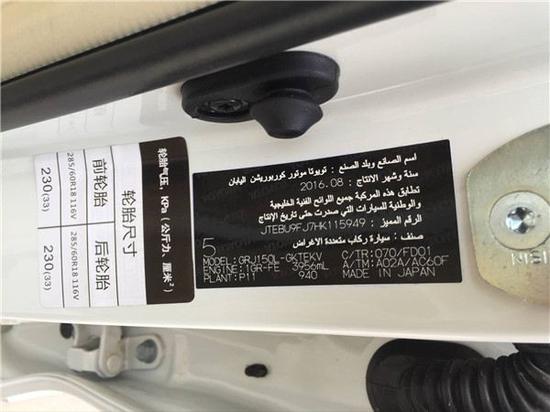 轮胎气压, KPa (公斤力、厘米²)
轮胎尺寸
前轮胎
285/60R18 116V
230(33)
后轮胎
285/60R18 116V
230(33)
اسم الصانع وبلد الصنع : تويوتا موتور كوربوريشن اليابان
سنة وشهر الانتاج : 2016.08
تطابق هذه المركبة جميع اللوائح الفنية الخليجية
والوطنية للسيارات التي صدرت حتى تاريخ الإنتاج
الرقم المميز : JTEBU9FJ7HK115949
صنف : سيارة ركاب متعددة الاغراض
5
MODEL:GRJ150L-GKTEKV C/TR:070/FD01
ENGINE:1GR-FE 3956mL A/TM:A02A/AC60F
PLANT:P11 940 MADE IN JAPAN